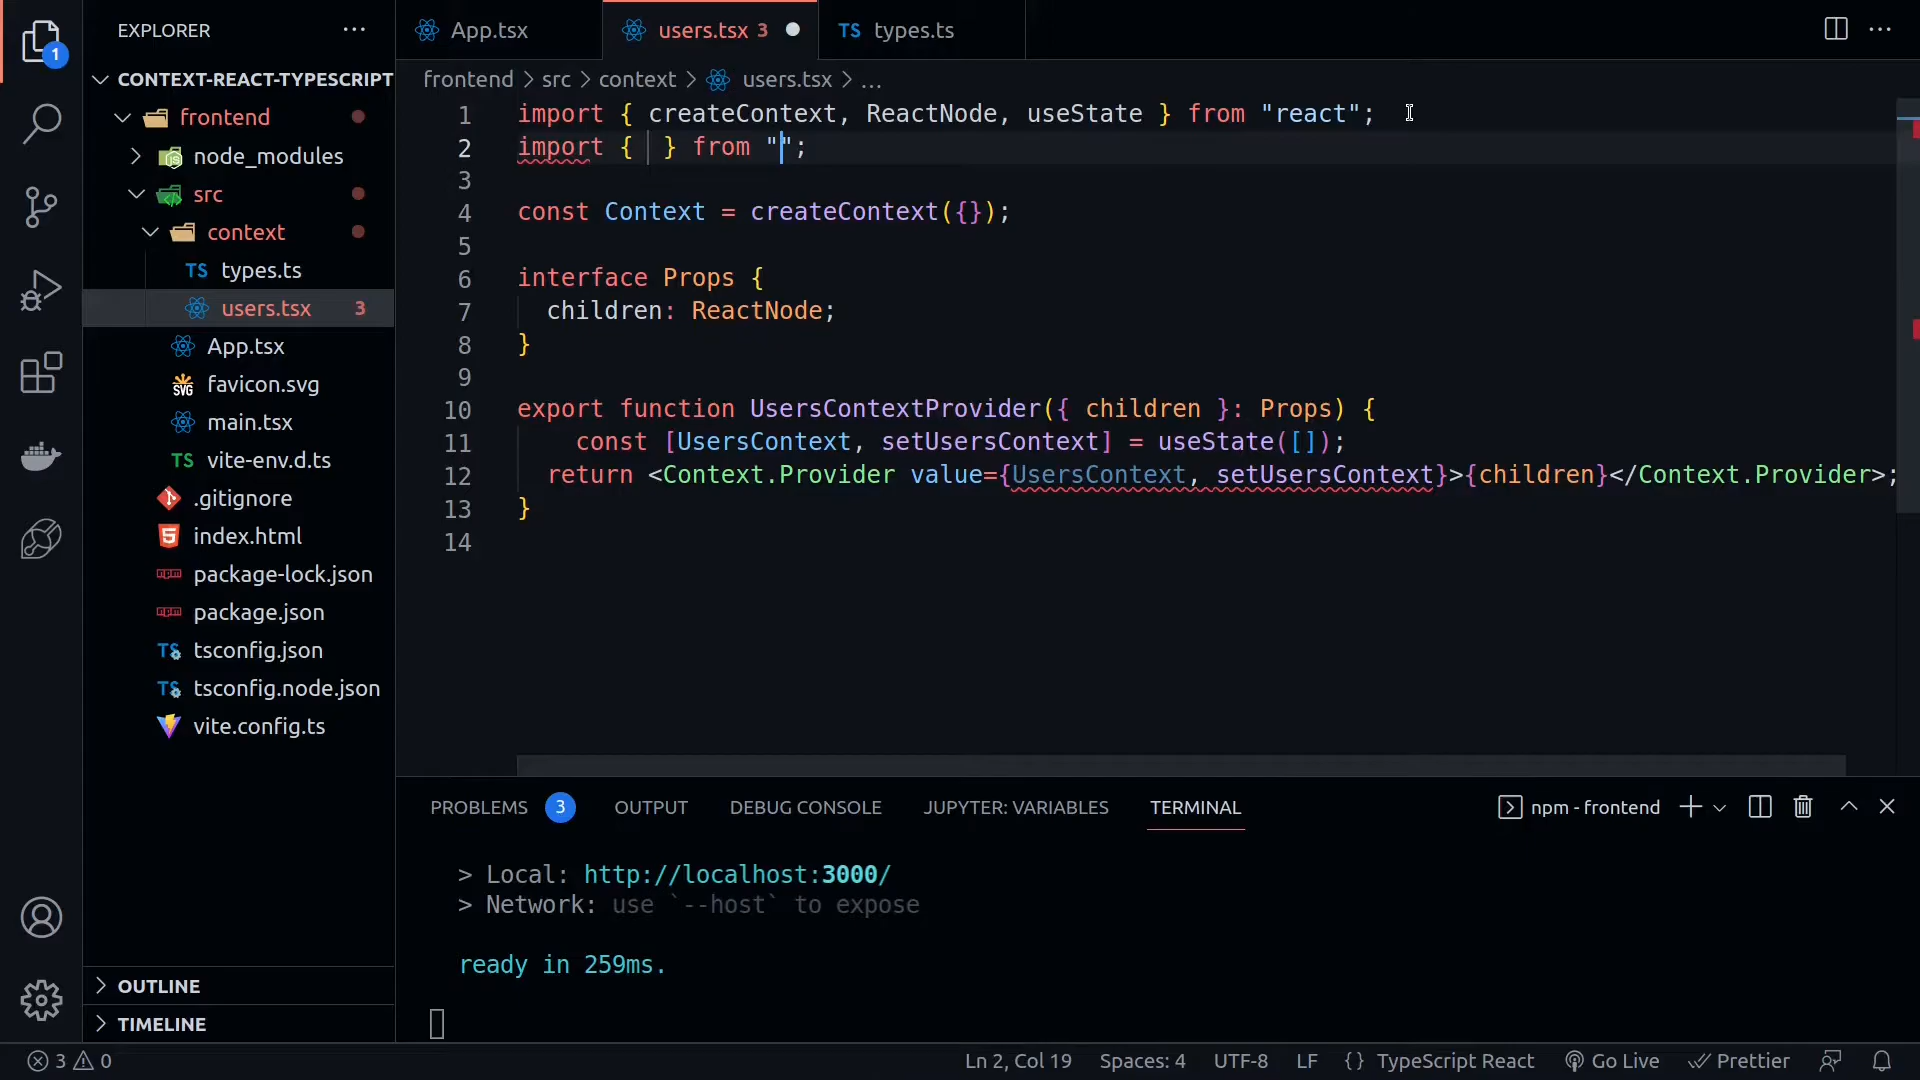 1
EXPLORER
···
CONTEXT-REACT-TYPESCRIPT
frontend
node_modules
src
context
TS types.ts
users.tsx 3
App.tsx
SVG favicon.svg
main.tsx
TS vite-env.d.ts
.gitignore
index.html
package-lock.json
package.json
TS tsconfig.json
TS tsconfig.node.json
vite.config.ts
OUTLINE
TIMELINE
App.tsx
users.tsx 3
TS types.ts
···
frontend > src > context > users.tsx > ...
1 import { createContext, ReactNode, useState } from "react";
2 import { } from "";
3
4 const Context = createContext({});
5
6 interface Props {
7 children: ReactNode;
8 }
9
10 export function UsersContextProvider({ children }: Props) {
11 const [UsersContext, setUsersContext] = useState([]);
12 return <Context.Provider value={UsersContext, setUsersContext}>{children}</Context.Provider>;
13 }
14
PROBLEMS 3 OUTPUT DEBUG CONSOLE JUPYTER: VARIABLES TERMINAL npm - frontend
> Local: http://localhost:3000/
> Network: use `--host` to expose
ready in 259ms.
3 0 Ln 2, Col 19 Spaces: 4 UTF-8 LF {} TypeScript React Go Live Prettier